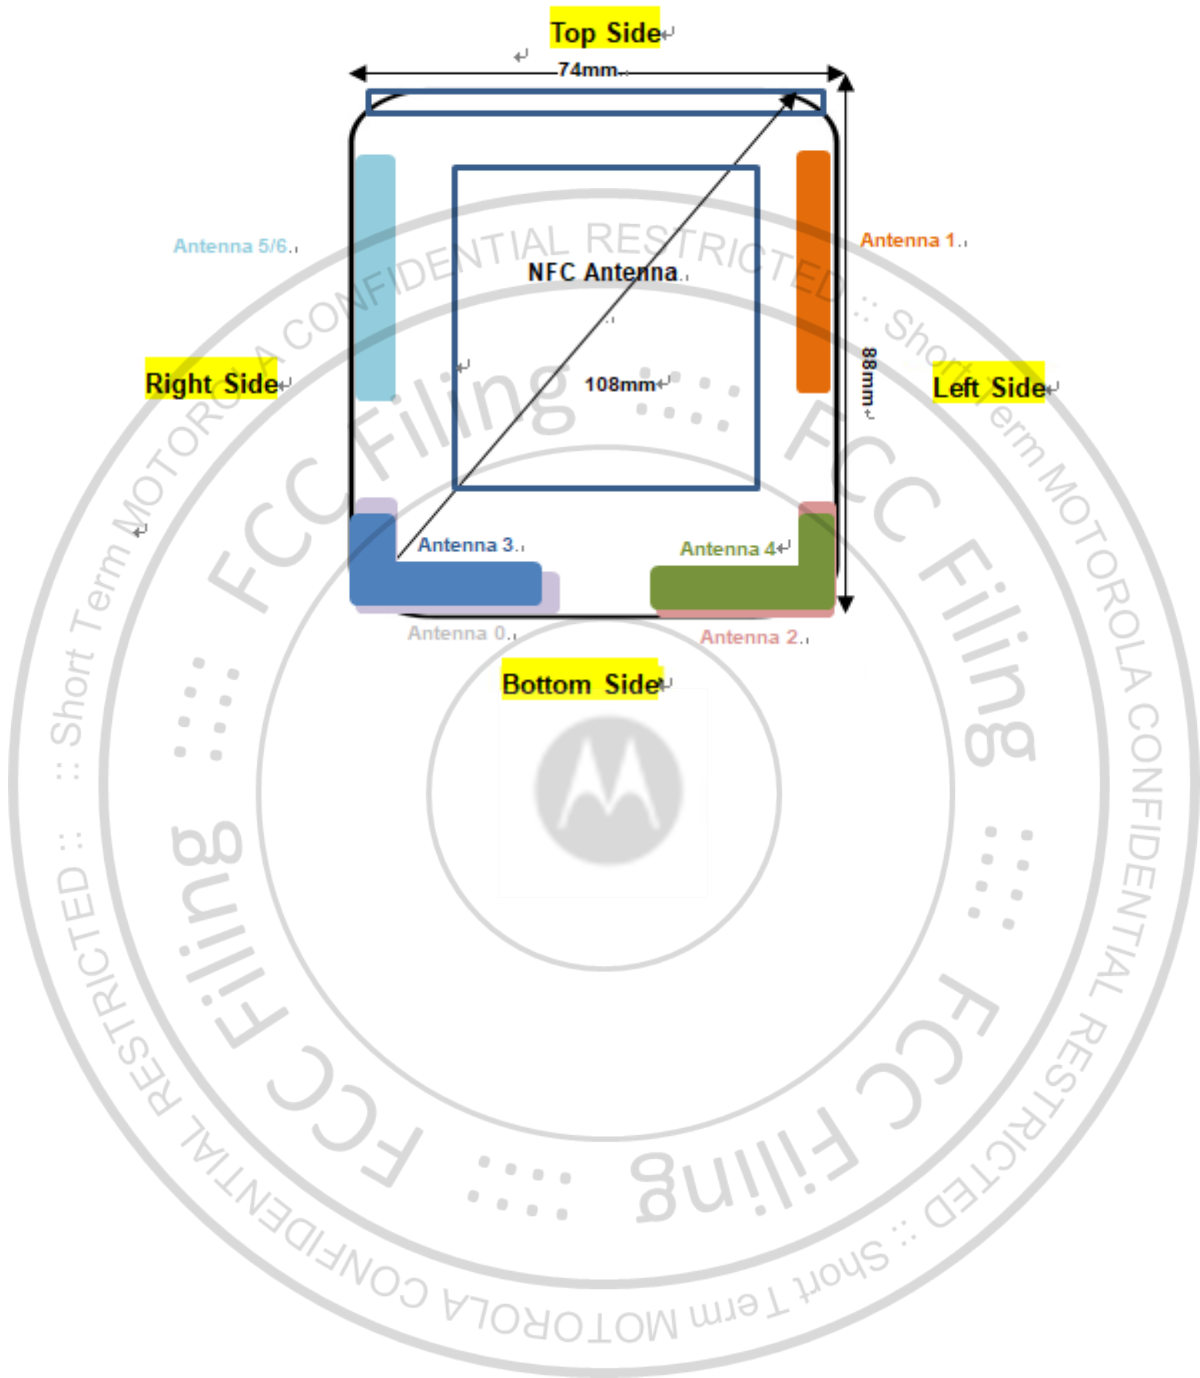 Top Side
74mm
Antenna 5/6
Antenna 1
NFC Antenna
Right Side
108mm
88mm
Left Side
Antenna 3
Antenna 4
Antenna 0
Antenna 2
Bottom Side
:: Short Term MOTOROLA CONFIDENTIAL RESTRICTED :: Short Term MOTOROLA CONFIDENTIAL RESTRICTED :: Short Term MOTOROLA CONFIDENTIAL RESTRICTED ::
FCC Filing :::: FCC Filing :::: FCC Filing :::: FCC Filing ::::